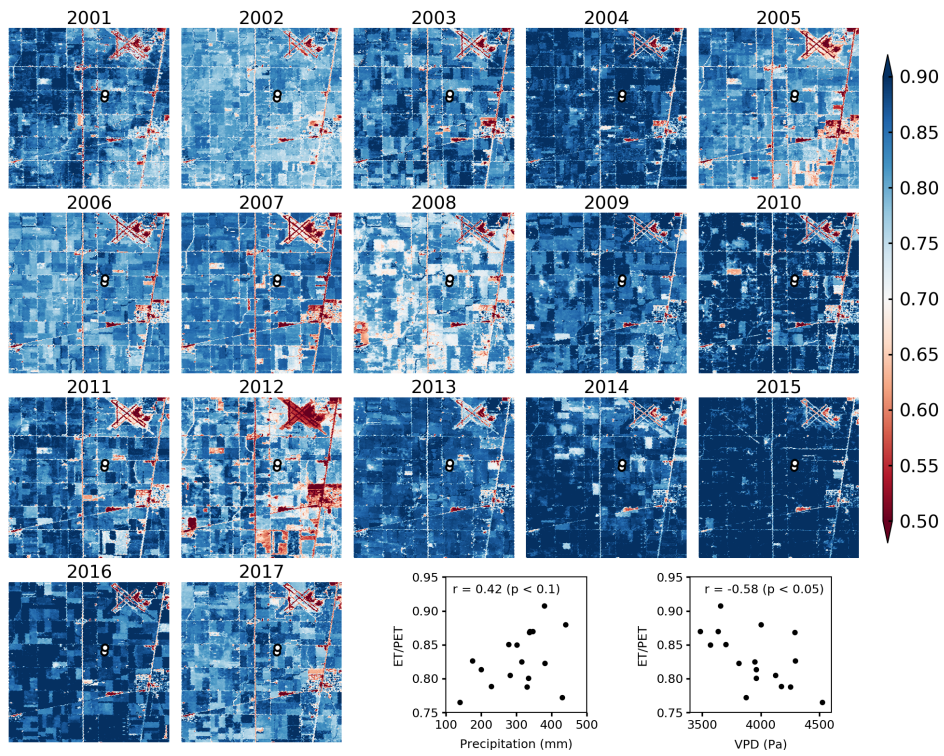 2001 2002 2003 2004 2005
0.90
0.85
0.80
0.75
0.70
0.65
0.60
0.55
0.50
2006 2007 2008 2009 2010
2011 2012 2013 2014 2015
2016 2017
0.95
0.90
0.85
0.80
0.75
ET/PET
r = 0.42 (p < 0.1)
100 200 300 400 500
Precipitation (mm)
0.95
0.90
0.85
0.80
0.75
ET/PET
r = -0.58 (p < 0.05)
3500 4000 4500
VPD (Pa)